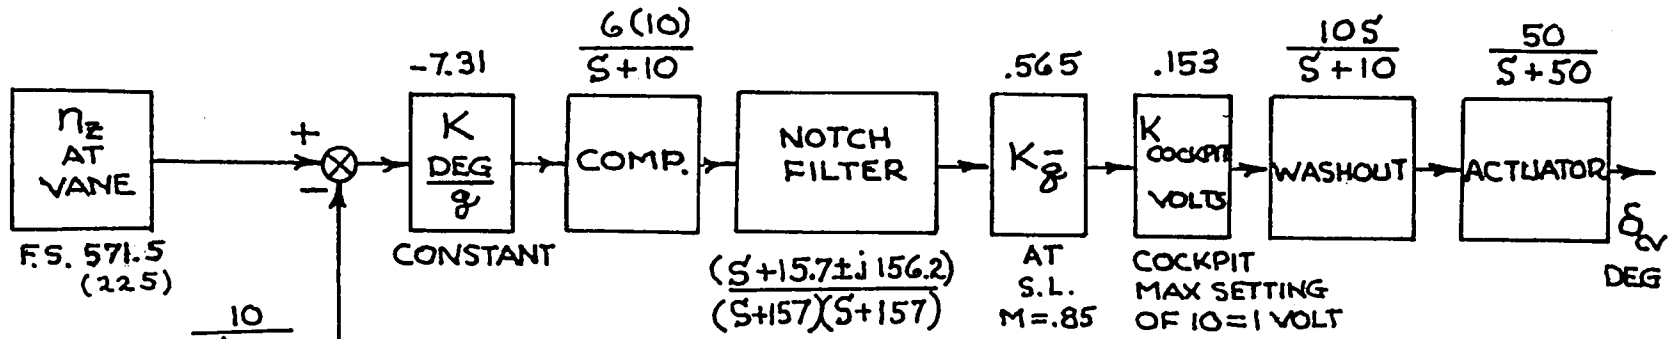 6(10)
S+10
10S
S+10
50
S+50
-7.31
.565
.153
nz
AT
VANE
+
-
K
DEG
g
COMP.
NOTCH
FILTER
Kq̄
K
COCKPIT
VOLTS
WASHOUT
ACTUATOR
δcv
DEG
F.S. 571.5
(225)
CONSTANT
(S+15.7±j 156.2)
(S+157)(S+157)
AT
S.L.
M=.85
COCKPIT
MAX SETTING
OF 10=1 VOLT
10